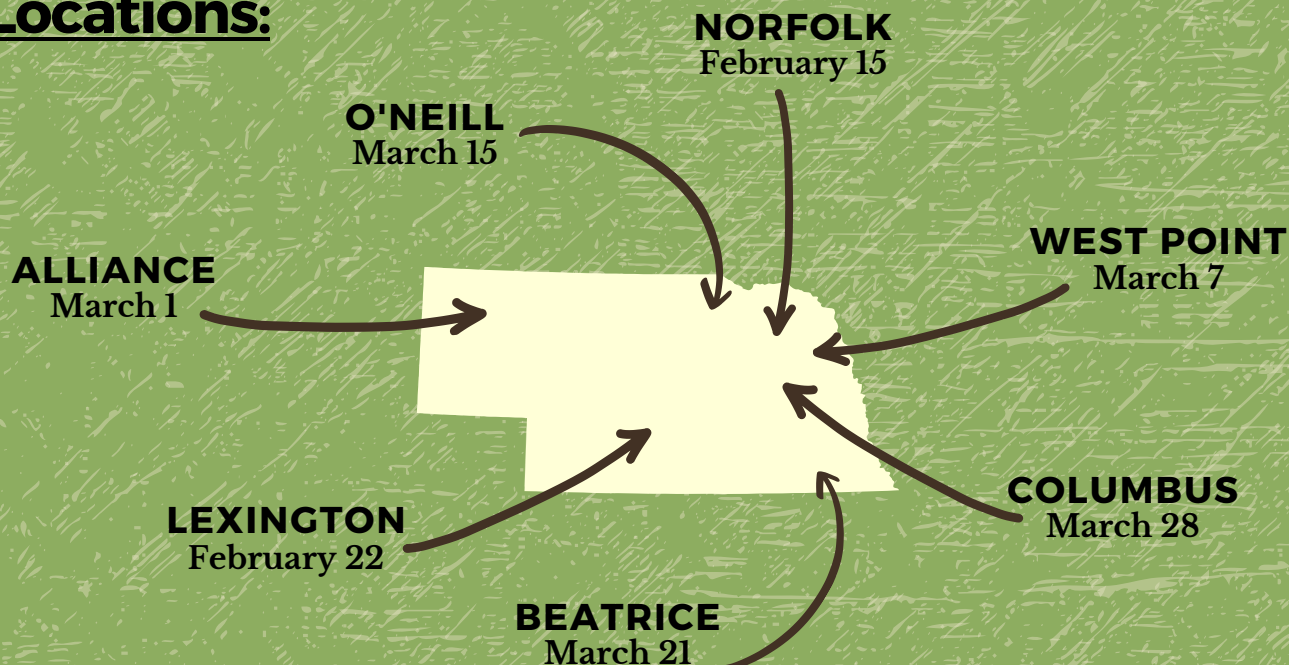 Locations:
NORFOLK
February 15
O'NEILL
March 15
WEST POINT
March 7
ALLIANCE
March 1
COLUMBUS
March 28
LEXINGTON
February 22
BEATRICE
March 21